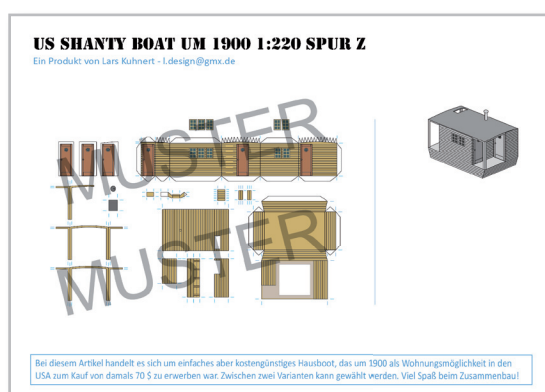 US SHANTY BOAT UM 1900 1:220 SPUR Z
Ein Produkt von Lars Kuhnert - l.design@gmx.de
MUSTER
MUSTER
Bei diesem Artikel handelt es sich um einfaches aber kostengünstiges Hausboot, das um 1900 als Wohnungsmöglichkeit in den
USA zum Kauf von damals 70 $ zu erwerben war. Zwischen zwei Varianten kann gewählt werden. Viel Spaß beim Zusammenbau!